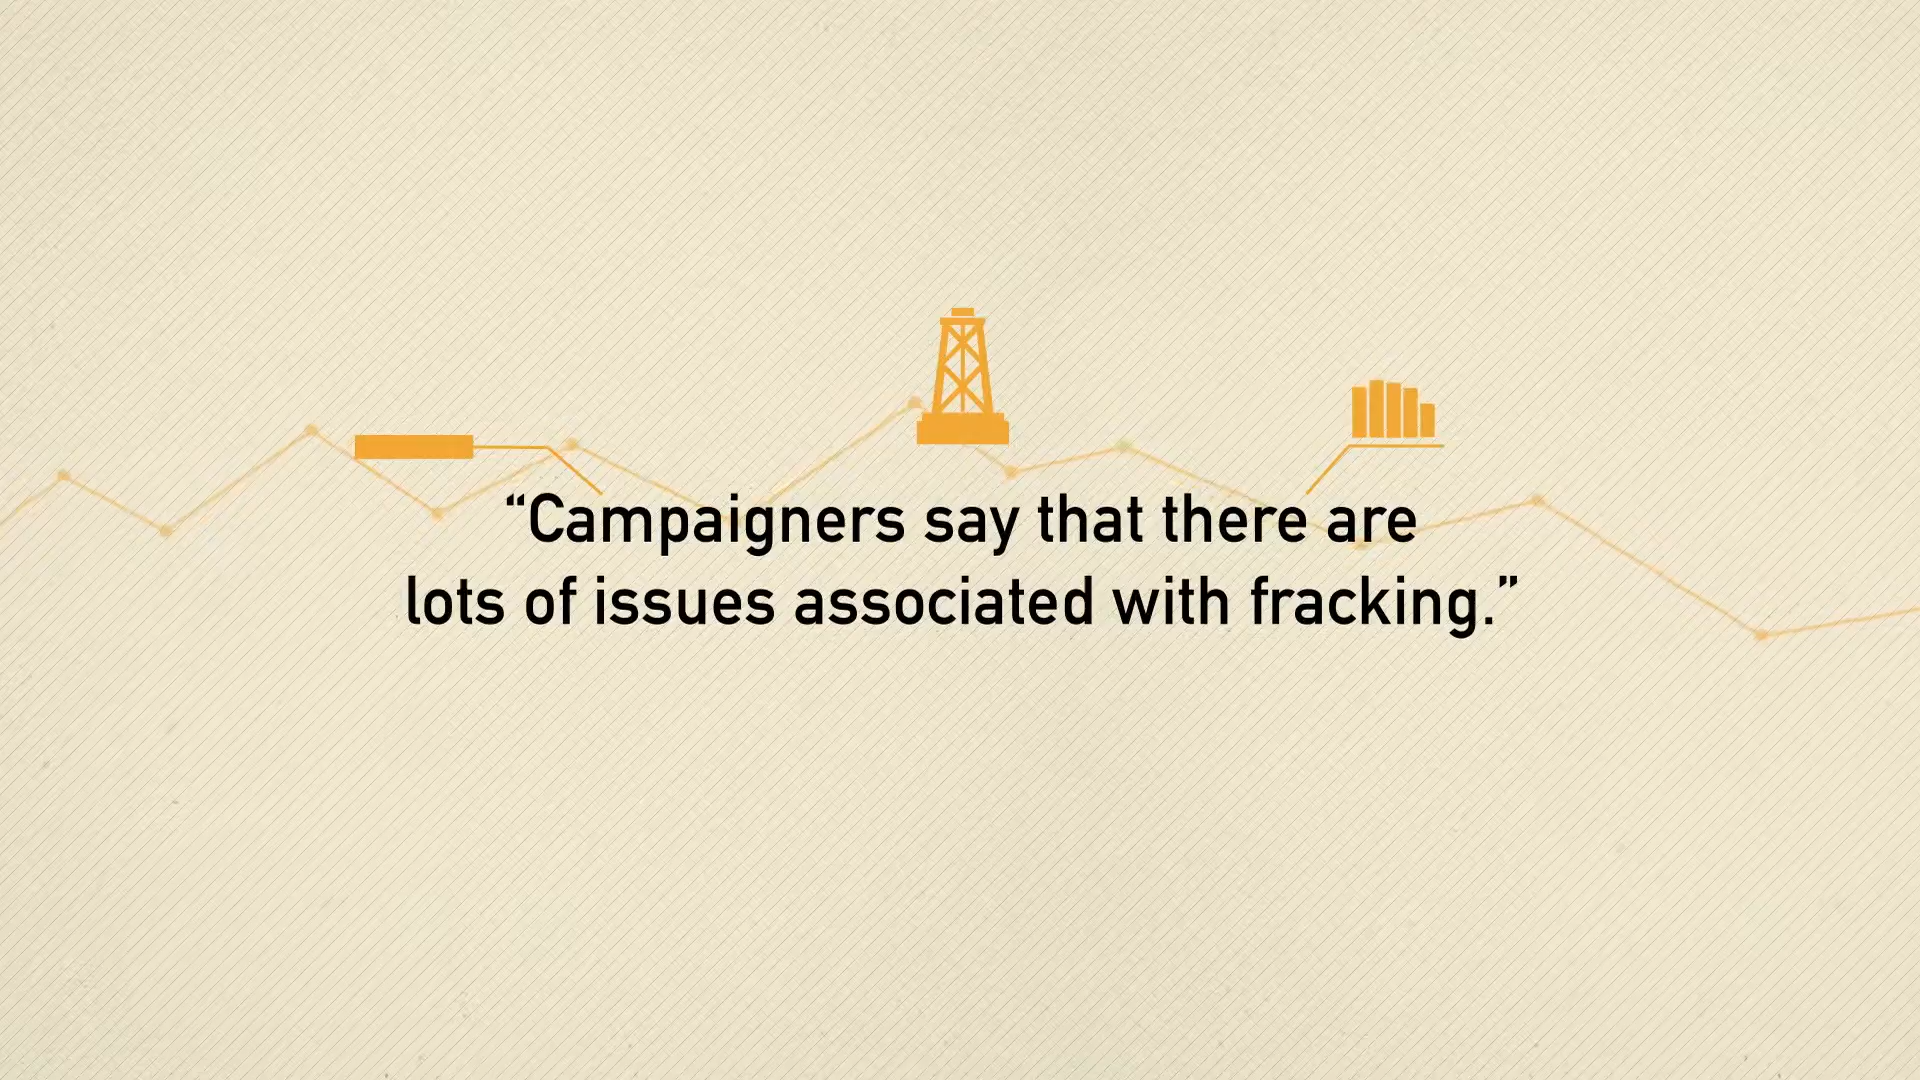 “Campaigners say that there are
lots of issues associated with fracking.”